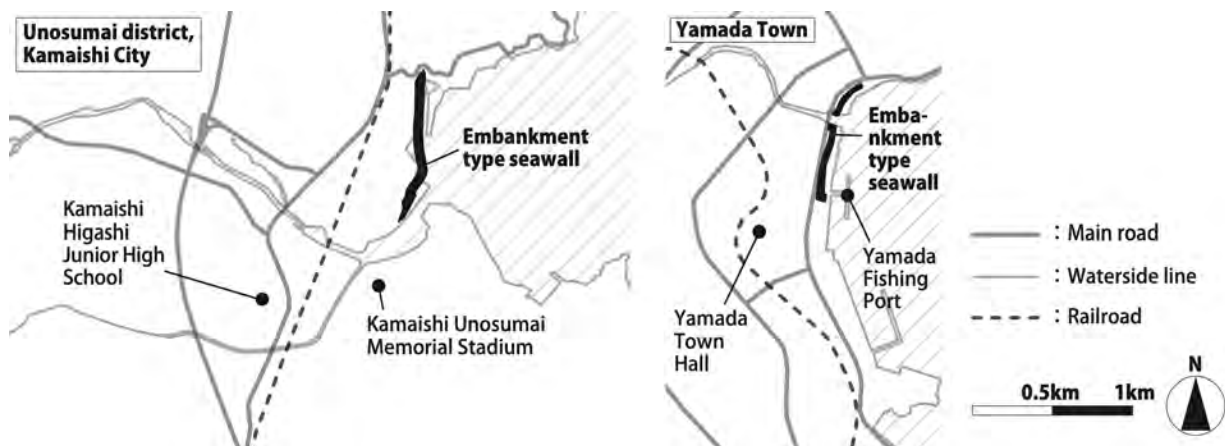 Unosumai district,
Kamaishi City
Embankment
type seawall
Kamaishi
Higashi
Junior High
School
Kamaishi Unosumai
Memorial Stadium
Yamada Town
Emba-
nkment
type
seawall
Yamada
Fishing
Port
Yamada
Town
Hall
: Main road
: Waterside line
: Railroad
0.5km 1km
N